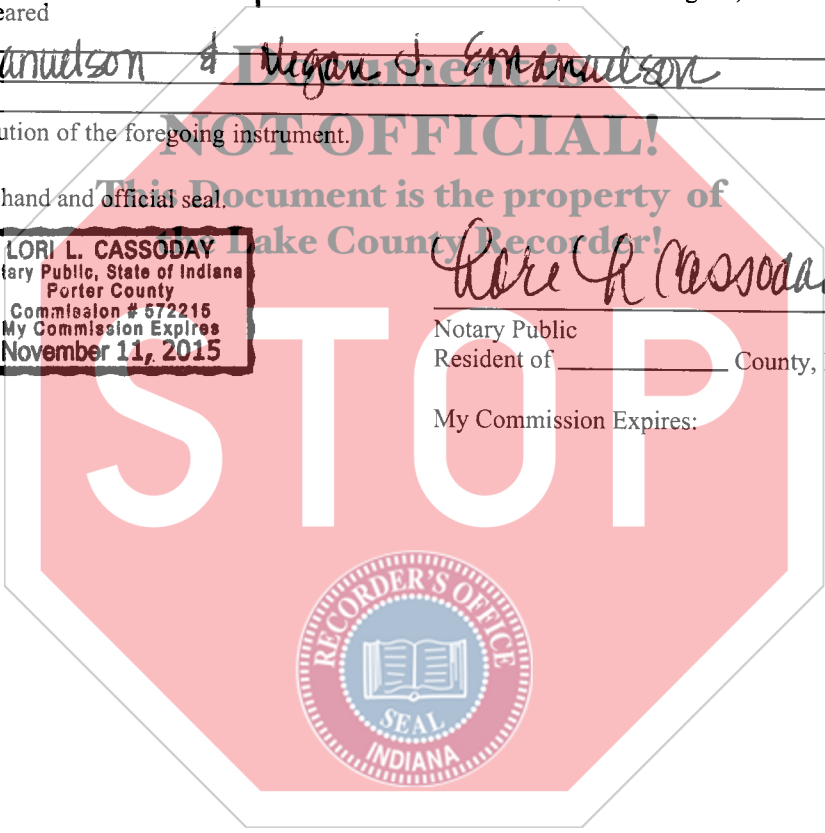 eared
anuelson & Megan J. Emanuelson
Document is
NOT OFFICIAL!
ution of the foregoing instrument.
hand and official seal.
This Document is the property of
the Lake County Recorder!
LORI L. CASSODAY
tary Public, State of Indiana
Porter County
Commission # 572215
My Commission Expires
November 11, 2015
Lori L Cassoda
Notary Public
Resident of ____________ County,
My Commission Expires:
STOP
RECORDER'S OFFICE
SEAL
INDIANA